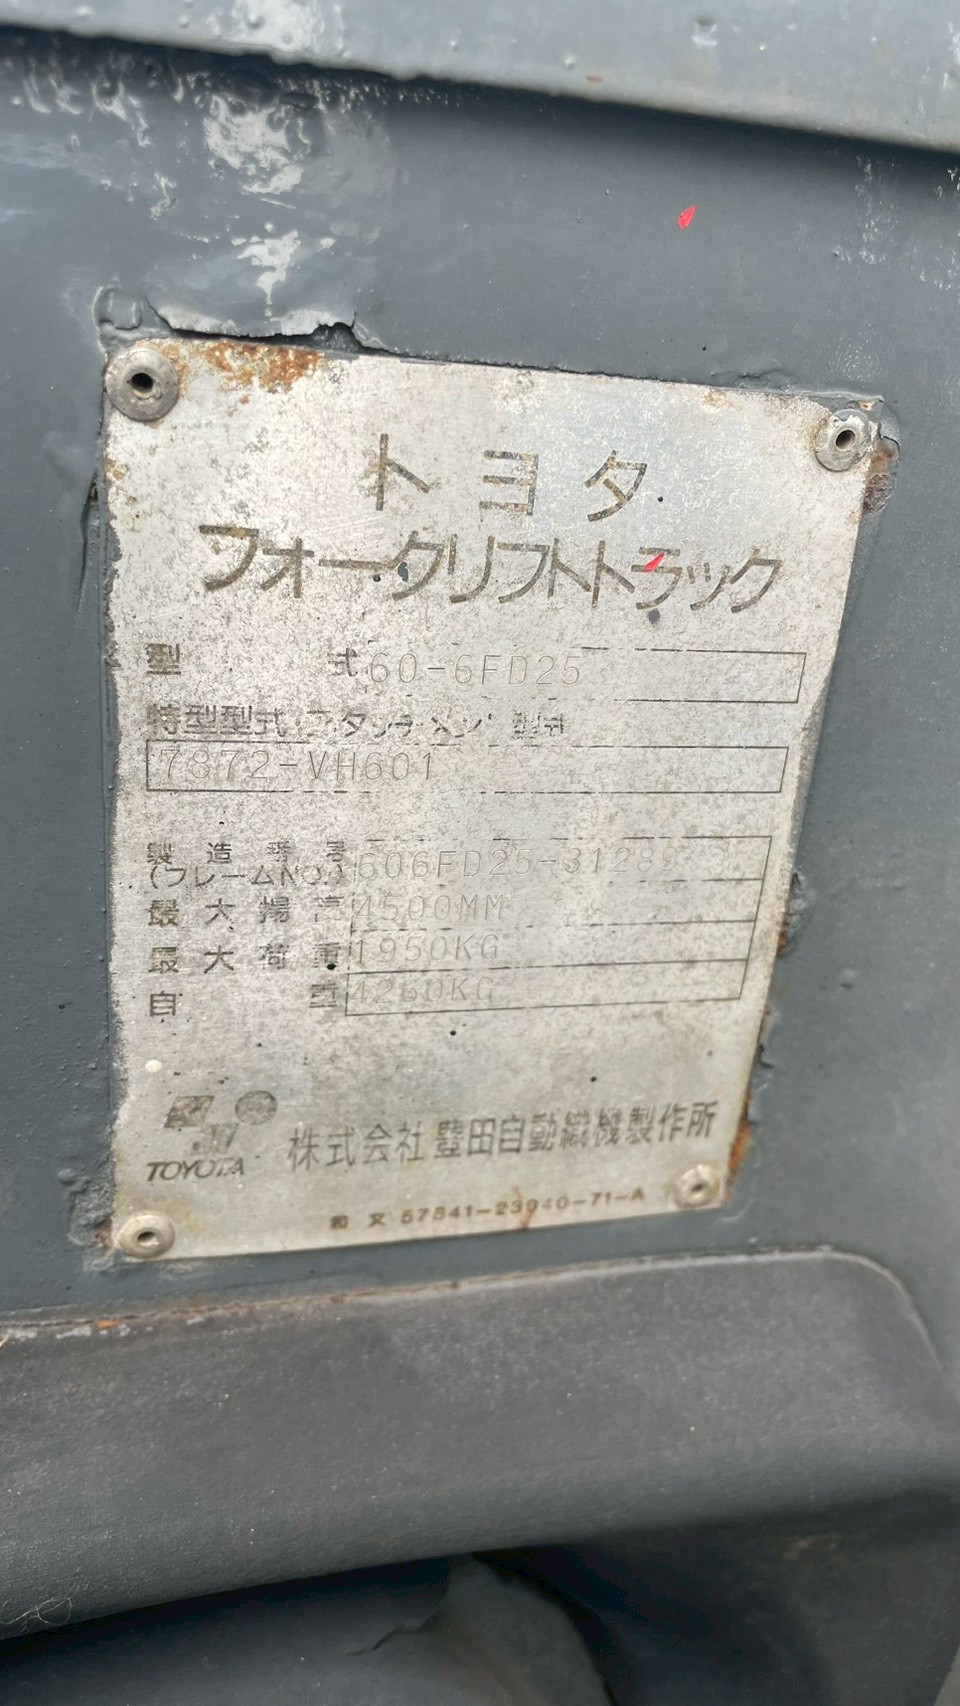 トヨタ
フォークリフトトラック
型 式 60-6FD25
特型型式 アタッチメント型式
7872-VH601
製造番号
(フレームNO.) 606FD25-31289
最大揚高 4500MM
最大荷重 1950KG
自 重 4260KG
TOYOTA 株式会社 豊田自動織機製作所
和文 57841-23040-71-A